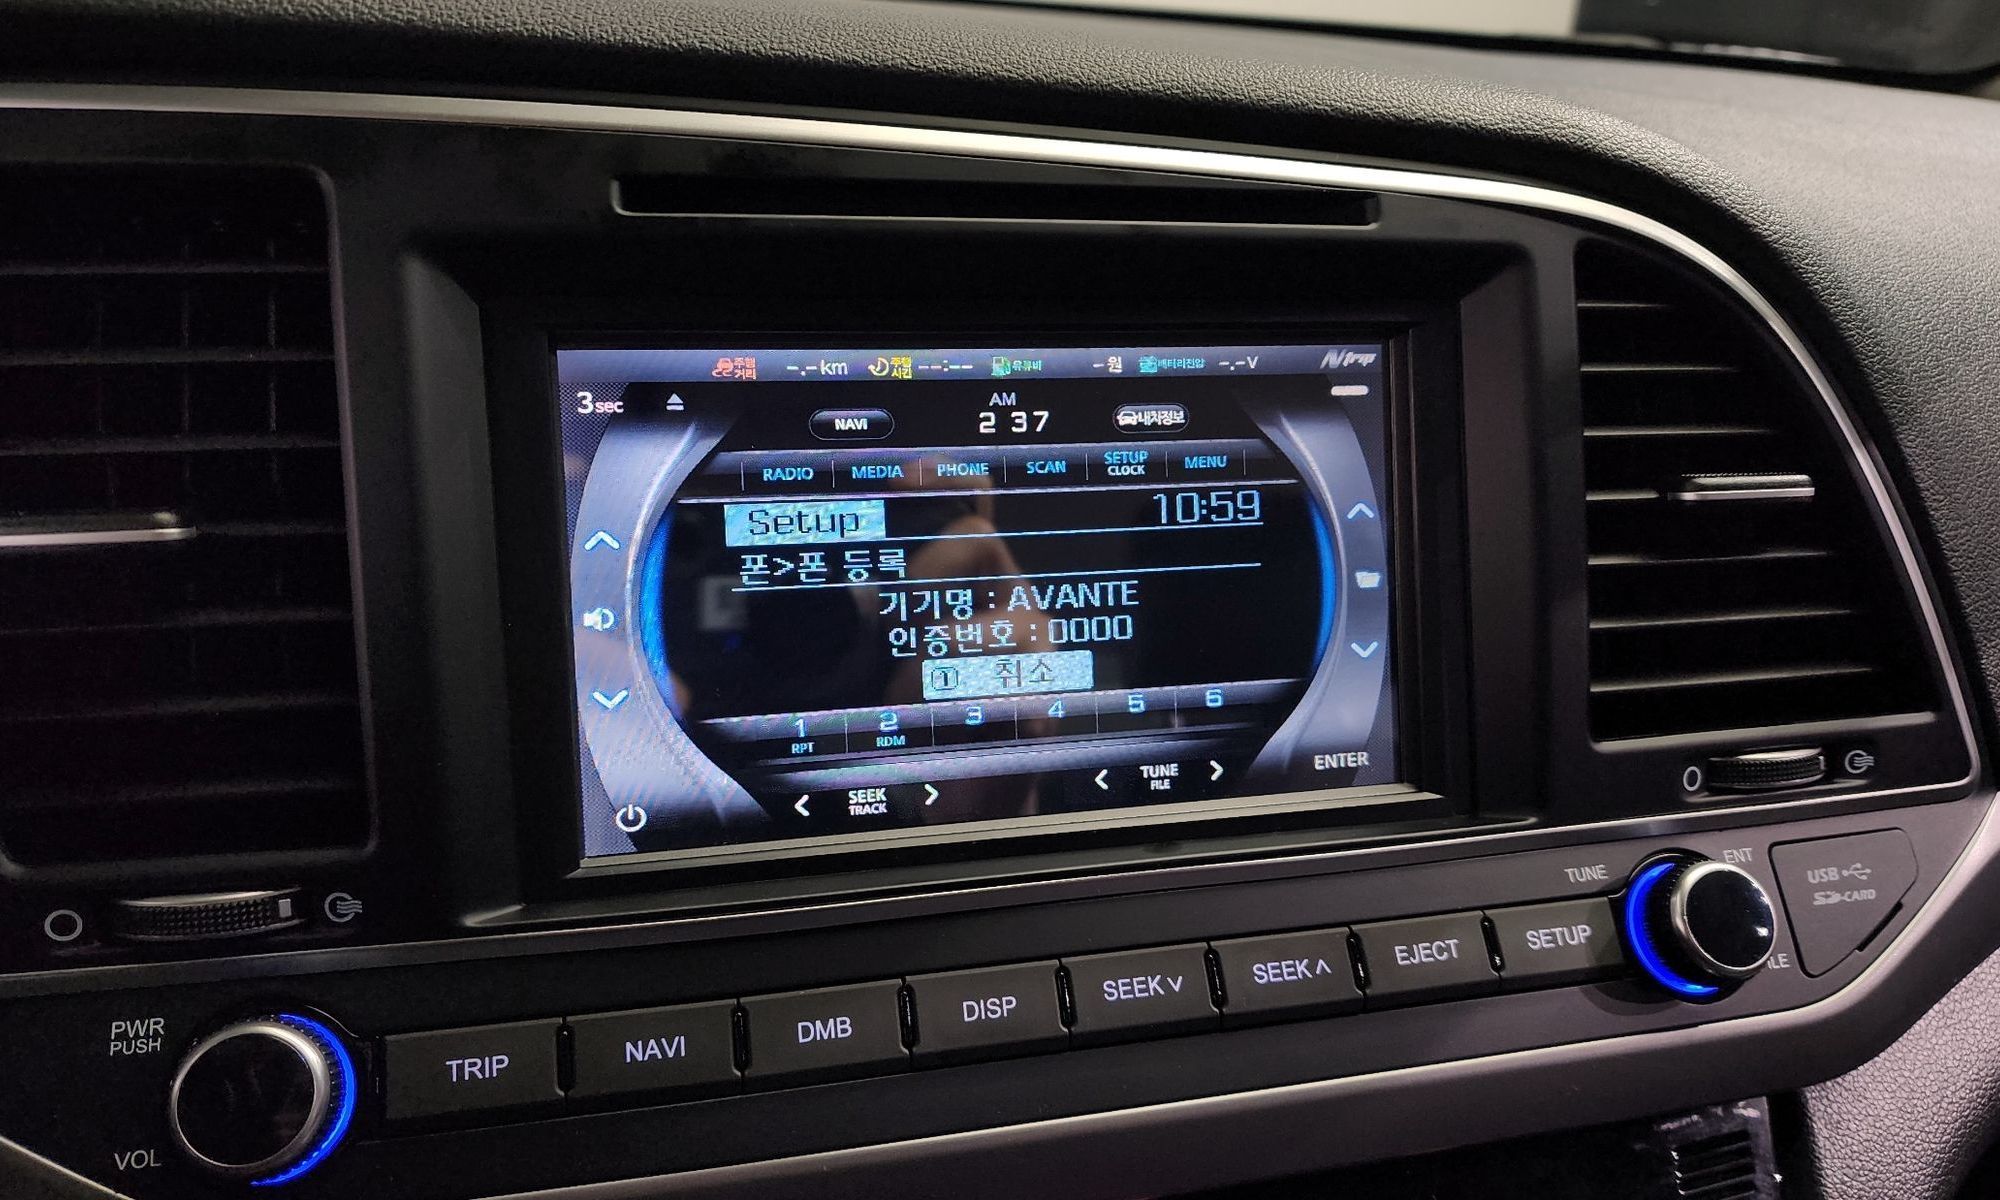 주행거리 -.-km 주행시간 --:-- 유류비 -원 배터리전압 -.-V Ntrip
3sec
AM
NAVI 2 37 내차정보
RADIO MEDIA PHONE SCAN SETUP CLOCK MENU
Setup 10:59
폰>폰 등록
기기명 : AVANTE
인증번호 : 0000
1 취소
1 RPT 2 RDM 3 4 5 6
< SEEK TRACK > < TUNE FILE > ENTER
TUNE ENT
USB
SD-CARD
PWR
PUSH
TRIP NAVI DMB DISP SEEK∨ SEEK∧ EJECT SETUP
VOL